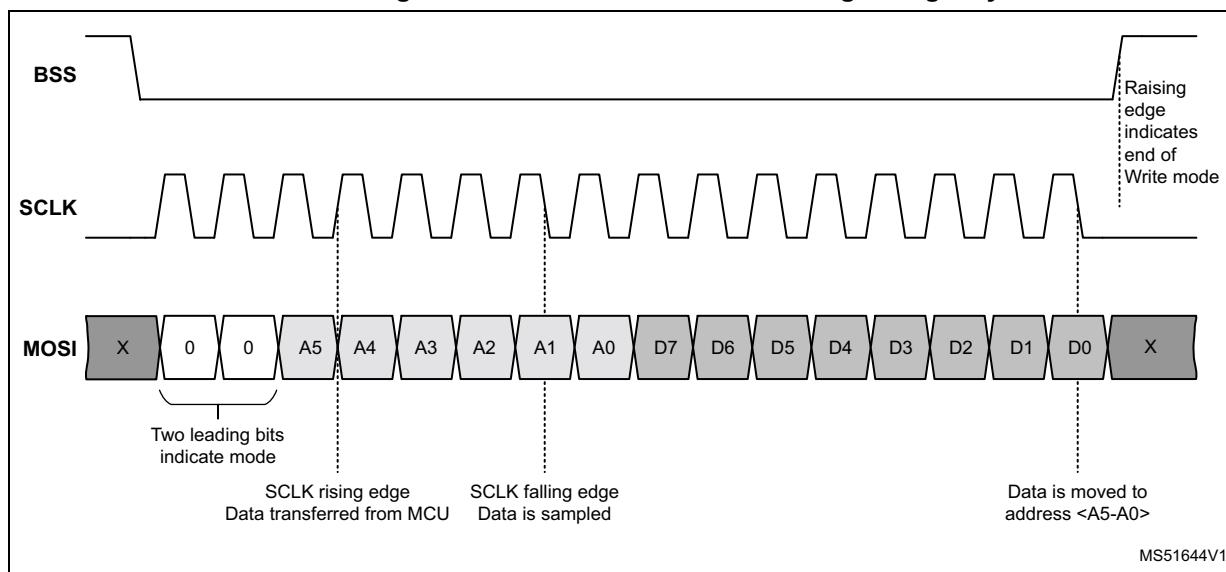 BSS
Raising
edge
indicates
end of
Write mode
SCLK
MOSI X 0 0 A5 A4 A3 A2 A1 A0 D7 D6 D5 D4 D3 D2 D1 D0 X
Two leading bits
indicate mode
SCLK rising edge
Data transferred from MCU
SCLK falling edge
Data is sampled
Data is moved to
address <A5-A0>
MS51644V1